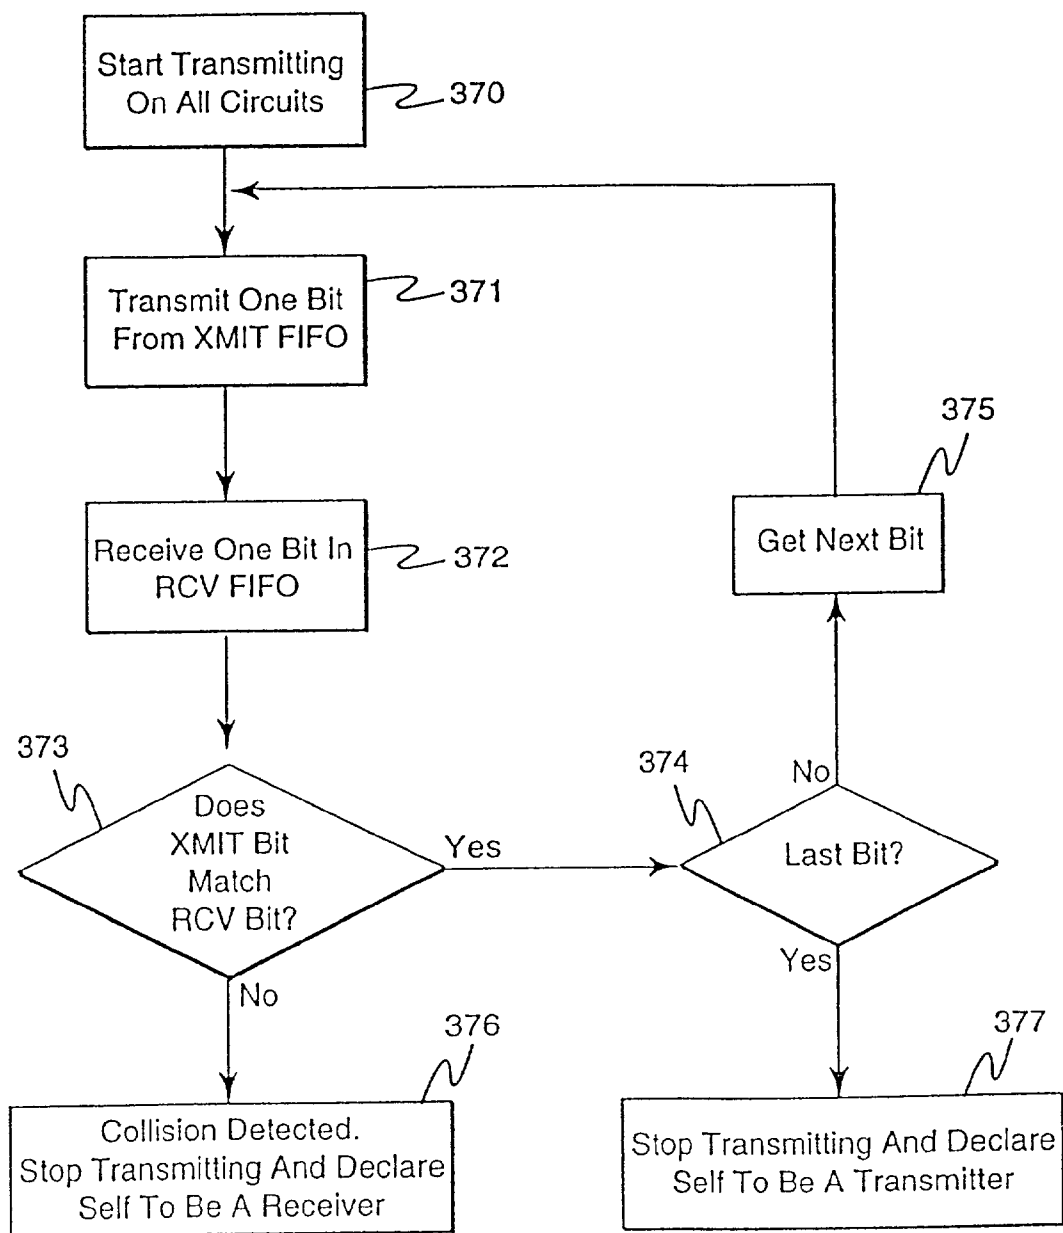 Start Transmitting
On All Circuits
370
Transmit One Bit
From XMIT FIFO
371
375
Get Next Bit
Receive One Bit In
RCV FIFO
372
373
Does
XMIT Bit
Match
RCV Bit?
Yes
No
374
No
Last Bit?
Yes
376
Collision Detected.
Stop Transmitting And Declare
Self To Be A Receiver
377
Stop Transmitting And Declare
Self To Be A Transmitter